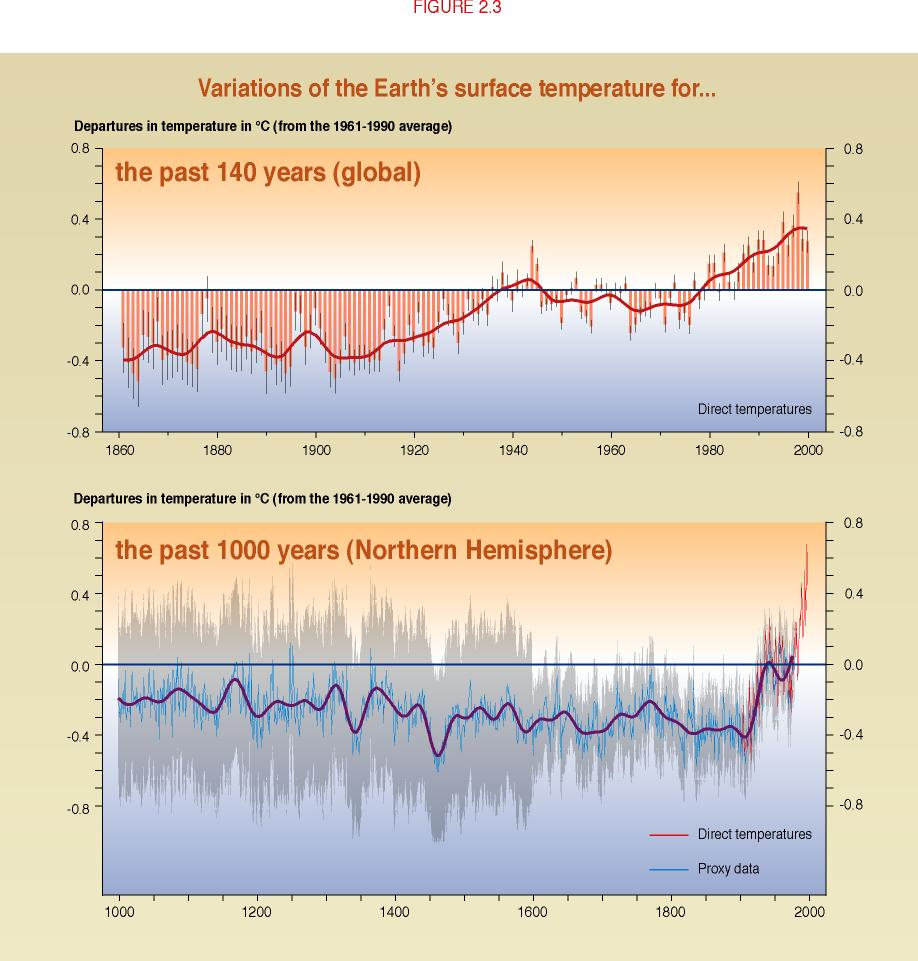 FIGURE 2.3
Variations of the Earth's surface temperature for...
Departures in temperature in °C (from the 1961-1990 average)
the past 140 years (global)
0.8 0.8
0.4 0.4
0.0 0.0
-0.4 -0.4
-0.8 -0.8
Direct temperatures
1860 1880 1900 1920 1940 1960 1980 2000
Departures in temperature in °C (from the 1961-1990 average)
the past 1000 years (Northern Hemisphere)
0.8 0.8
0.4 0.4
0.0 0.0
-0.4 -0.4
-0.8 -0.8
Direct temperatures
Proxy data
1000 1200 1400 1600 1800 2000